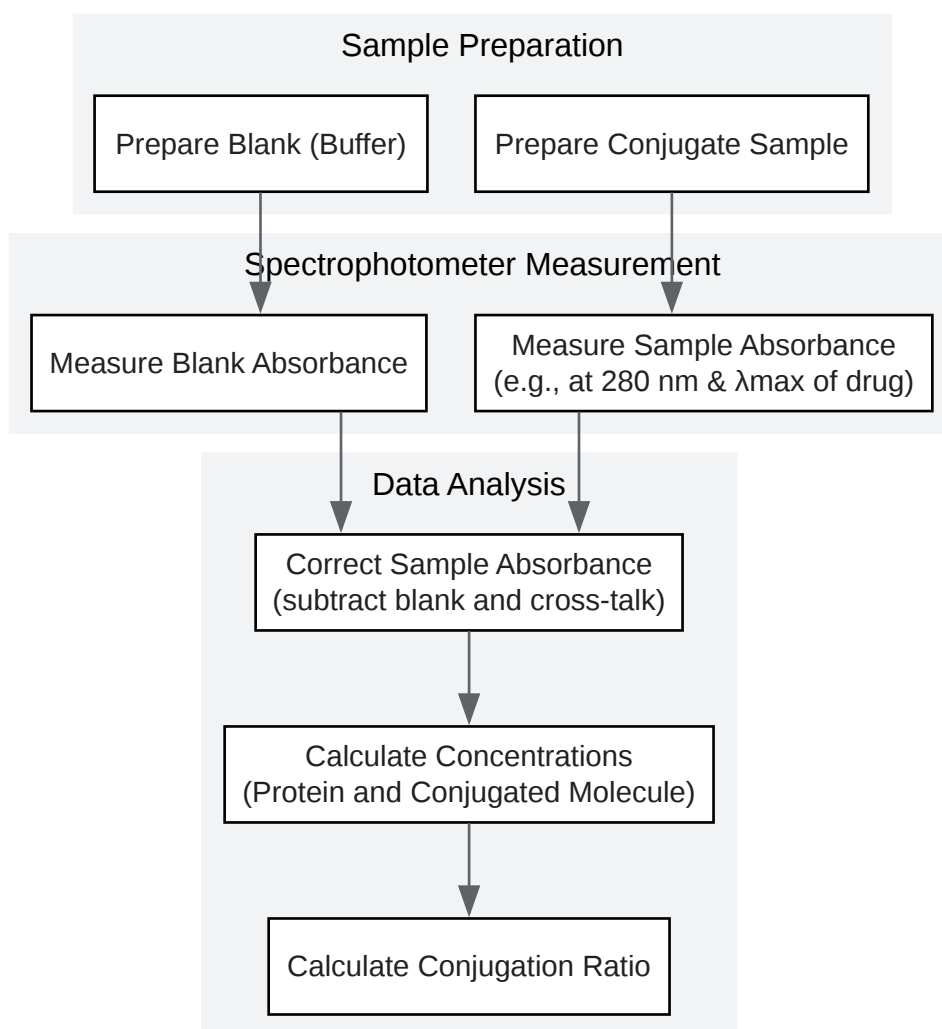 Sample Preparation
Prepare Blank (Buffer)
Prepare Conjugate Sample
Spectrophotometer Measurement
Measure Blank Absorbance
Measure Sample Absorbance
(e.g., at 280 nm & λmax of drug)
Data Analysis
Correct Sample Absorbance
(subtract blank and cross-talk)
Calculate Concentrations
(Protein and Conjugated Molecule)
Calculate Conjugation Ratio